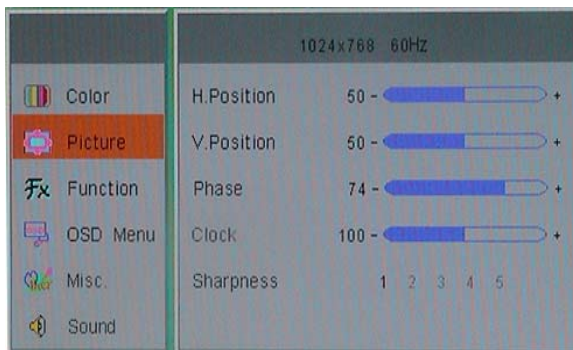 1024x768 60Hz
Color
Picture
Fx Function
OSD Menu
Misc.
Sound
H.Position 50 - +
V.Position 50 - +
Phase 74 - +
Clock 100 - +
Sharpness 1 2 3 4 5